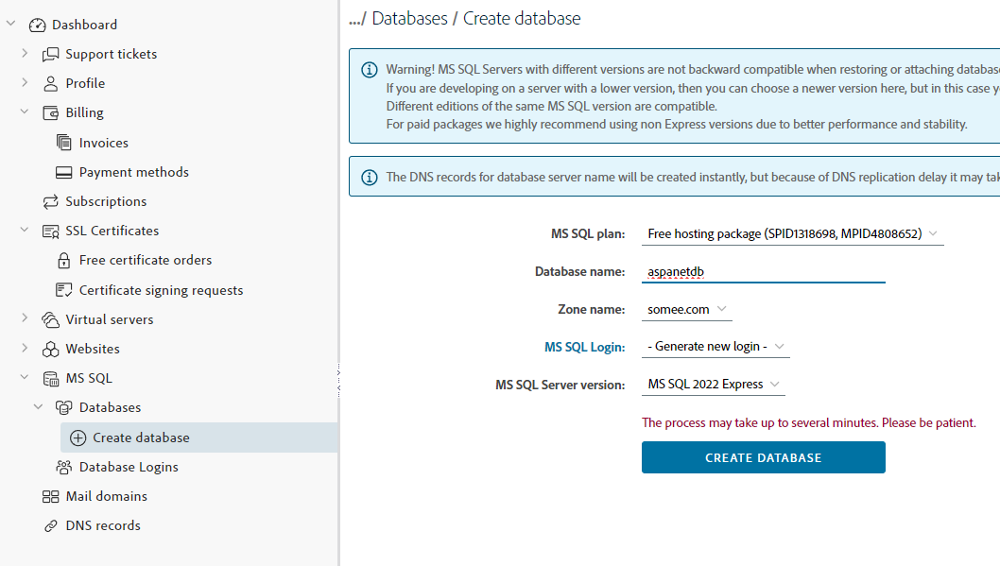 Dashboard
Support tickets
Profile
Billing
Invoices
Payment methods
Subscriptions
SSL Certificates
Free certificate orders
Certificate signing requests
Virtual servers
Websites
MS SQL
Databases
Create database
Database Logins
Mail domains
DNS records
.../ Databases / Create database
Warning! MS SQL Servers with different versions are not backward compatible when restoring or attaching databas
If you are developing on a server with a lower version, then you can choose a newer version here, but in this case y
Different editions of the same MS SQL version are compatible.
For paid packages we highly recommend using non Express versions due to better performance and stability.
The DNS records for database server name will be created instantly, but because of DNS replication delay it may tak
MS SQL plan: Free hosting package (SPID1318698, MPID4808652)
Database name: aspanetdb
Zone name: somee.com
MS SQL Login: - Generate new login -
MS SQL Server version: MS SQL 2022 Express
The process may take up to several minutes. Please be patient.
CREATE DATABASE